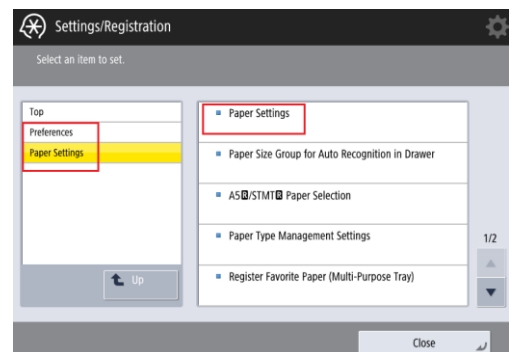 Settings/Registration
Select an item to set.
Top
Preferences
Paper Settings
Up
Paper Settings
Paper Size Group for Auto Recognition in Drawer
A5R/STMTR Paper Selection
Paper Type Management Settings
Register Favorite Paper (Multi-Purpose Tray)
1/2
Close